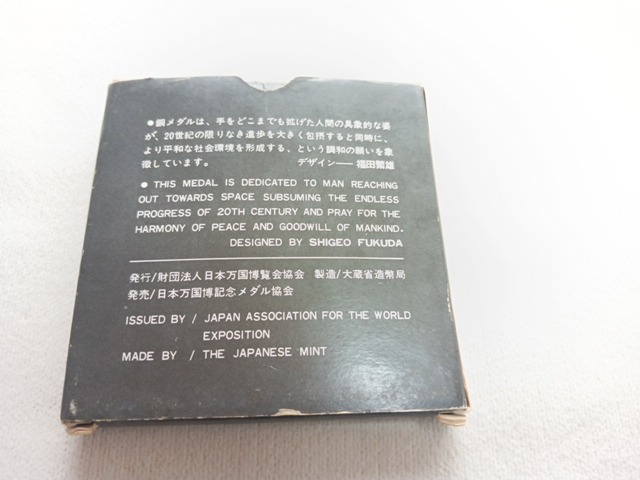 ●銅メダルは、手をどこまでも拡げた人間の具象的な姿
が、20世紀の限りなき進歩を大きく包摂すると同時に、
より平和な社会環境を形成する、という調和の願いを象
徴しています。 デザイン── 福田繁雄
● THIS MEDAL IS DEDICATED TO MAN REACHING
OUT TOWARDS SPACE SUBSUMING THE ENDLESS
PROGRESS OF 20TH CENTURY AND PRAY FOR THE
HARMONY OF PEACE AND GOODWILL OF MANKIND.
DESIGNED BY SHIGEO FUKUDA
発行/財団法人日本万国博覧会協会 製造/大蔵省造幣局
発売/日本万国博記念メダル協会
ISSUED BY / JAPAN ASSOCIATION FOR THE WORLD
EXPOSITION
MADE BY / THE JAPANESE MINT